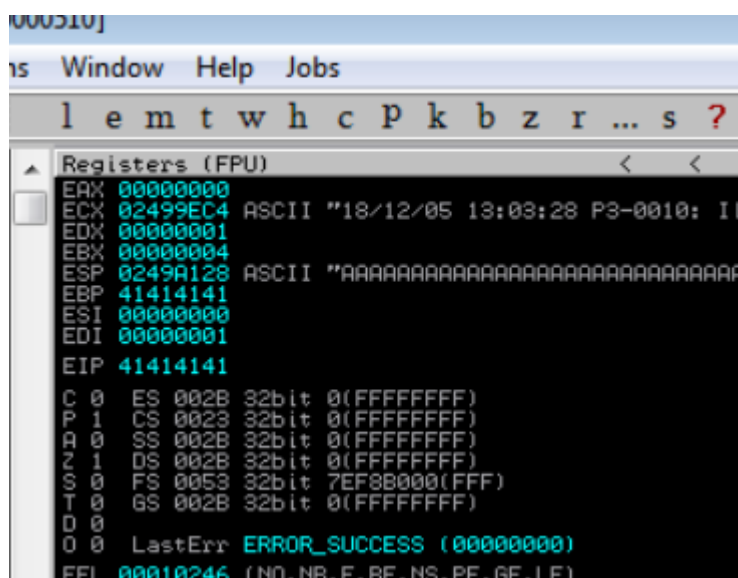 0000510]
ns Window Help Jobs
l e m t w h c P k b z r ... s ?
Registers (FPU) < <
EAX 00000000
ECX 02499EC4 ASCII "18/12/05 13:03:28 P3-0010:
EDX 00000001
EBX 00000004
ESP 0249A128 ASCII "AAAAAAAAAAAAAAAAAAAAAAAAAAAAAA
EBP 41414141
ESI 00000000
EDI 00000001
EIP 41414141
C 0 ES 002B 32bit 0(FFFFFFFF)
P 1 CS 0023 32bit 0(FFFFFFFF)
A 0 SS 002B 32bit 0(FFFFFFFF)
Z 1 DS 002B 32bit 0(FFFFFFFF)
S 0 FS 0053 32bit 7EF8B000(FFF)
T 0 GS 002B 32bit 0(FFFFFFFF)
D 0
O 0 LastErr ERROR_SUCCESS (00000000)
EFL 00010246 (NO,NB,E,BE,NS,PE,GE,LE)